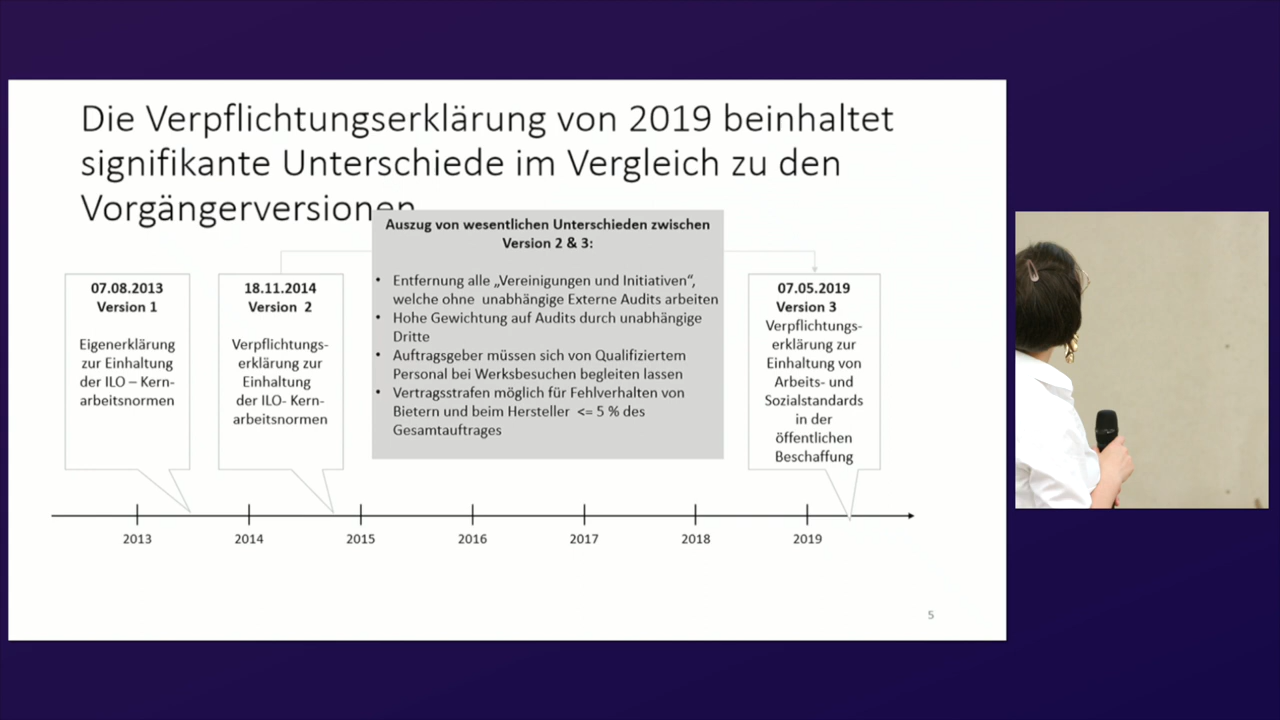 Die Verpflichtungserklärung von 2019 beinhaltet
signifikante Unterschiede im Vergleich zu den
Vorgängerversionen
07.08.2013
Version 1
Eigenerklärung
zur Einhaltung
der ILO – Kern-
arbeitsnormen
18.11.2014
Version 2
Verpflichtungs-
erklärung zur
Einhaltung
der ILO- Kern-
arbeitsnormen
Auszug von wesentlichen Unterschieden zwischen
Version 2 & 3:
• Entfernung alle „Vereinigungen und Initiativen“,
welche ohne unabhängige Externe Audits arbeiten
• Hohe Gewichtung auf Audits durch unabhängige
Dritte
• Auftragsgeber müssen sich von Qualifiziertem
Personal bei Werksbesuchen begleiten lassen
• Vertragsstrafen möglich für Fehlverhalten von
Bietern und beim Hersteller <= 5 % des
Gesamtauftrages
07.05.2019
Version 3
Verpflichtungs-
erklärung zur
Einhaltung von
Arbeits- und
Sozialstandards
in der
öffentlichen
Beschaffung
2013 2014 2015 2016 2017 2018 2019
5